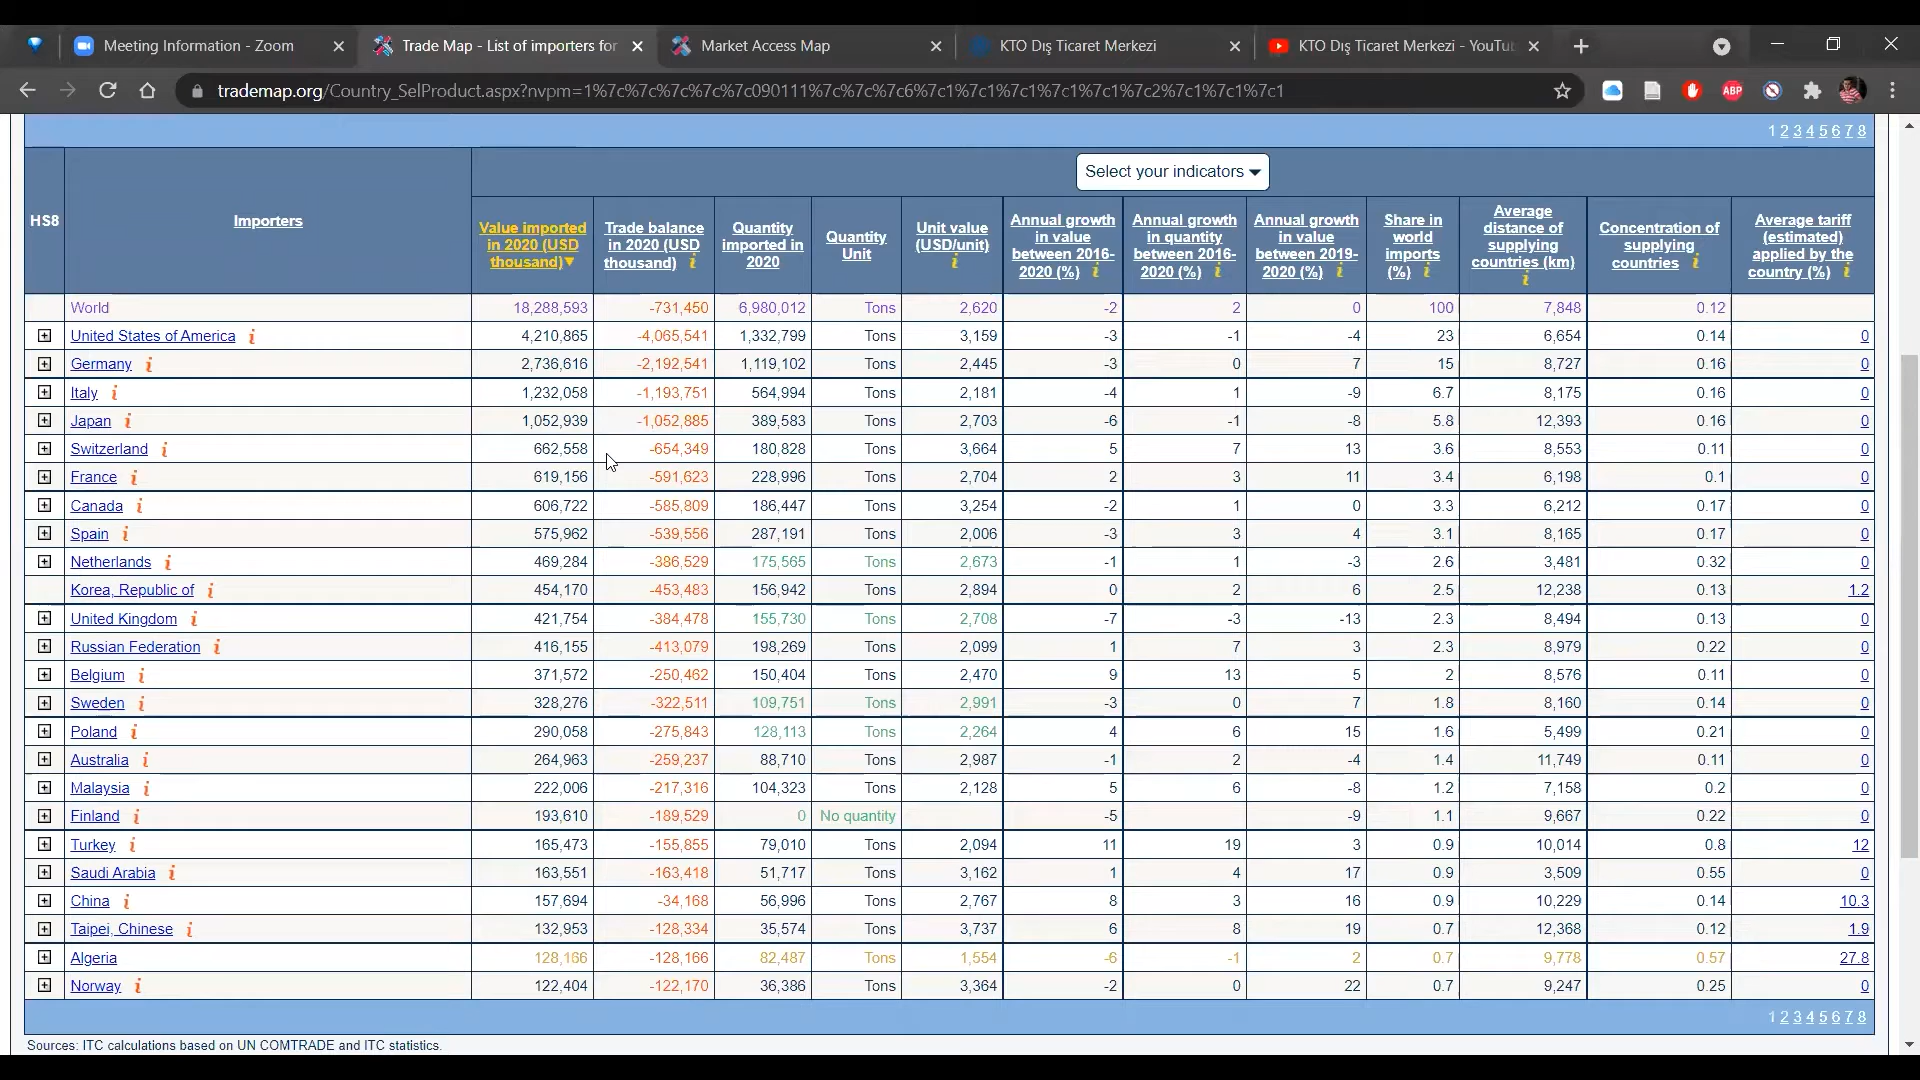 Meeting Information - Zoom
Trade Map - List of importers for
Market Access Map
KTO Dış Ticaret Merkezi
KTO Dış Ticaret Merkezi - YouTu
trademap.org/Country_SelProduct.aspx?nvpm=1%7c%7c%7c%7c%7c090111%7c%7c%7c6%7c1%7c1%7c1%7c1%7c1%7c2%7c1%7c1%7c1%7c1
ABP
1 2 3 4 5 6 7 8
Select your indicators
HS8 Importers Value imported in 2020 (USD thousand)▼ Trade balance in 2020 (USD thousand) i Quantity imported in 2020 Quantity Unit Unit value (USD/unit) i Annual growth in value between 2016-2020 (%) i Annual growth in quantity between 2016-2020 (%) i Annual growth in value between 2019-2020 (%) i Share in world imports (%) i Average distance of supplying countries (km) i Concentration of supplying countries i Average tariff (estimated) applied by the country (%) i
World 18,288,593 -731,450 6,980,012 Tons 2,620 -2 2 0 100 7,848 0.12
United States of America i 4,210,865 -4,065,541 1,332,799 Tons 3,159 -3 -1 -4 23 6,654 0.14 0
Germany i 2,736,616 -2,192,541 1,119,102 Tons 2,445 -3 0 7 15 8,727 0.16 0
Italy i 1,232,058 -1,193,751 564,994 Tons 2,181 -4 1 -9 6.7 8,175 0.16 0
Japan i 1,052,939 -1,052,885 389,583 Tons 2,703 -6 -1 -8 5.8 12,393 0.16 0
Switzerland i 662,558 -654,349 180,828 Tons 3,664 5 7 13 3.6 8,553 0.11 0
France i 619,156 -591,623 228,996 Tons 2,704 2 3 11 3.4 6,198 0.1 0
Canada i 606,722 -585,809 186,447 Tons 3,254 -2 1 0 3.3 6,212 0.17 0
Spain i 575,962 -539,556 287,191 Tons 2,006 -3 3 4 3.1 8,165 0.17 0
Netherlands i 469,284 -386,529 175,565 Tons 2,673 -1 1 -3 2.6 3,481 0.32 0
Korea, Republic of i 454,170 -453,483 156,942 Tons 2,894 0 2 6 2.5 12,238 0.13 1.2
United Kingdom i 421,754 -384,478 155,730 Tons 2,708 -7 -3 -13 2.3 8,494 0.13 0
Russian Federation i 416,155 -413,079 198,269 Tons 2,099 1 7 3 2.3 8,979 0.22 0
Belgium i 371,572 -250,462 150,404 Tons 2,470 9 13 5 2 8,576 0.11 0
Sweden i 328,276 -322,511 109,751 Tons 2,991 -3 0 7 1.8 8,160 0.14 0
Poland i 290,058 -275,843 128,113 Tons 2,264 4 6 15 1.6 5,499 0.21 0
Australia i 264,963 -259,237 88,710 Tons 2,987 -1 2 -4 1.4 11,749 0.11 0
Malaysia i 222,006 -217,316 104,323 Tons 2,128 5 6 -8 1.2 7,158 0.2 0
Finland i 193,610 -189,529 0 No quantity -5 -9 1.1 9,667 0.22 0
Turkey i 165,473 -155,855 79,010 Tons 2,094 11 19 3 0.9 10,014 0.8 12
Saudi Arabia i 163,551 -163,418 51,717 Tons 3,162 1 4 17 0.9 3,509 0.55 0
China i 157,694 -34,168 56,996 Tons 2,767 8 3 16 0.9 10,229 0.14 10.3
Taipei, Chinese i 132,953 -128,334 35,574 Tons 3,737 6 8 19 0.7 12,368 0.12 1.9
Algeria 128,166 -128,166 82,487 Tons 1,554 -6 -1 2 0.7 9,778 0.57 27.8
Norway i 122,404 -122,170 36,386 Tons 3,364 -2 0 22 0.7 9,247 0.25 0
1 2 3 4 5 6 7 8
Sources: ITC calculations based on UN COMTRADE and ITC statistics.